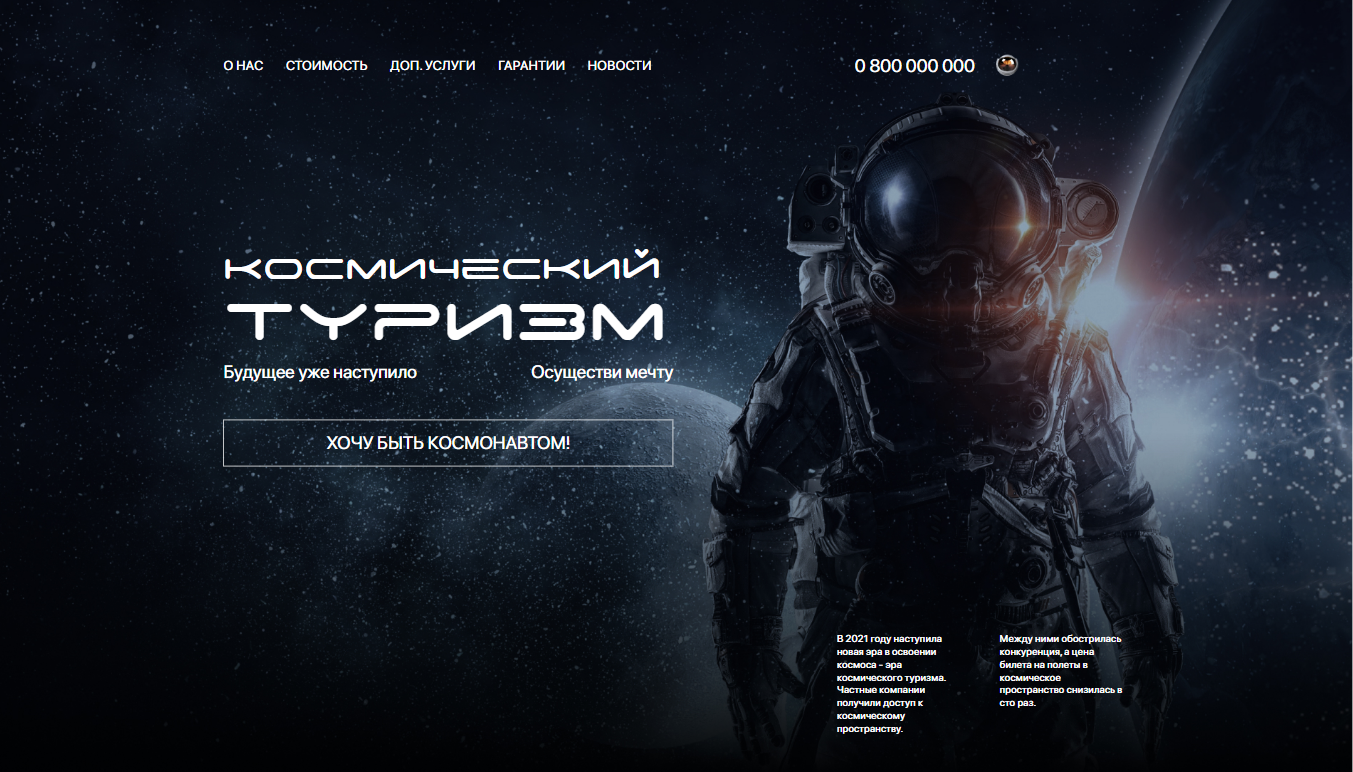 О НАС СТОИМОСТЬ ДОП. УСЛУГИ ГАРАНТИИ НОВОСТИ 0 800 000 000
КОСМИЧЕСКИЙ
ТУРИЗМ
Будущее уже наступило Осуществи мечту
ХОЧУ БЫТЬ КОСМОНАВТОМ!
В 2021 году наступила
новая эра в освоении
космоса - эра
космического туризма.
Частные компании
получили доступ к
космическому
пространству.
Между ними обострилась
конкуренция, а цена
билета на полеты в
космическое
пространство снизилась в
сто раз.